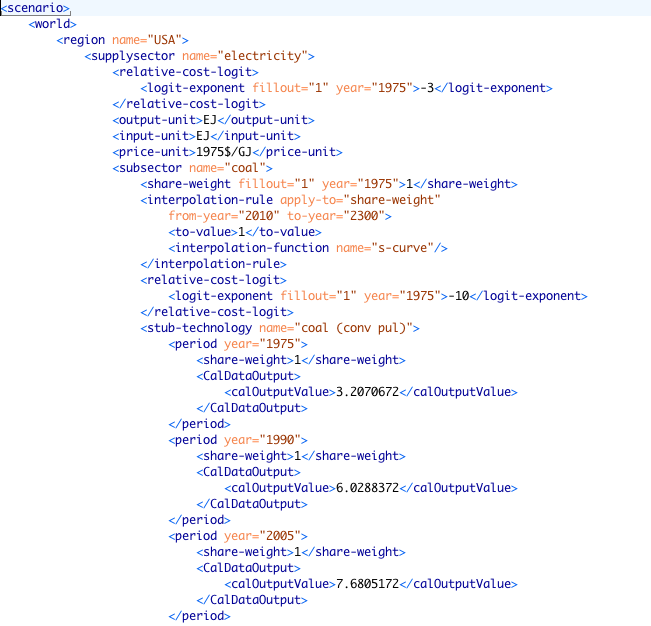 <scenario>
<world>
<region name="USA">
<supplysector name="electricity">
<relative-cost-logit>
<logit-exponent fillout="1" year="1975">-3</logit-exponent>
</relative-cost-logit>
<output-unit>EJ</output-unit>
<input-unit>EJ</input-unit>
<price-unit>1975$/GJ</price-unit>
<subsector name="coal">
<share-weight fillout="1" year="1975">1</share-weight>
<interpolation-rule apply-to="share-weight"
from-year="2010" to-year="2300">
<to-value>1</to-value>
<interpolation-function name="s-curve"/>
</interpolation-rule>
<relative-cost-logit>
<logit-exponent fillout="1" year="1975">-10</logit-exponent>
</relative-cost-logit>
<stub-technology name="coal (conv pul)">
<period year="1975">
<share-weight>1</share-weight>
<CalDataOutput>
<calOutputValue>3.2070672</calOutputValue>
</CalDataOutput>
</period>
<period year="1990">
<share-weight>1</share-weight>
<CalDataOutput>
<calOutputValue>6.0288372</calOutputValue>
</CalDataOutput>
</period>
<period year="2005">
<share-weight>1</share-weight>
<CalDataOutput>
<calOutputValue>7.6805172</calOutputValue>
</CalDataOutput>
</period>